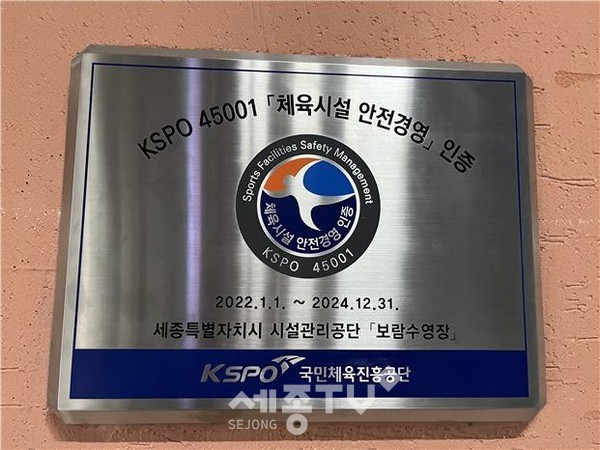 KSPO 45001 「체육시설 안전경영」 인증
Sports Facilities Safety Management
체육시설 안전경영 인증
KSPO 45001
2022.1.1. ~ 2024.12.31.
세종특별자치시 시설관리공단 「보람수영장」
KSPO 국민체육진흥공단
세종TV
SEJONG